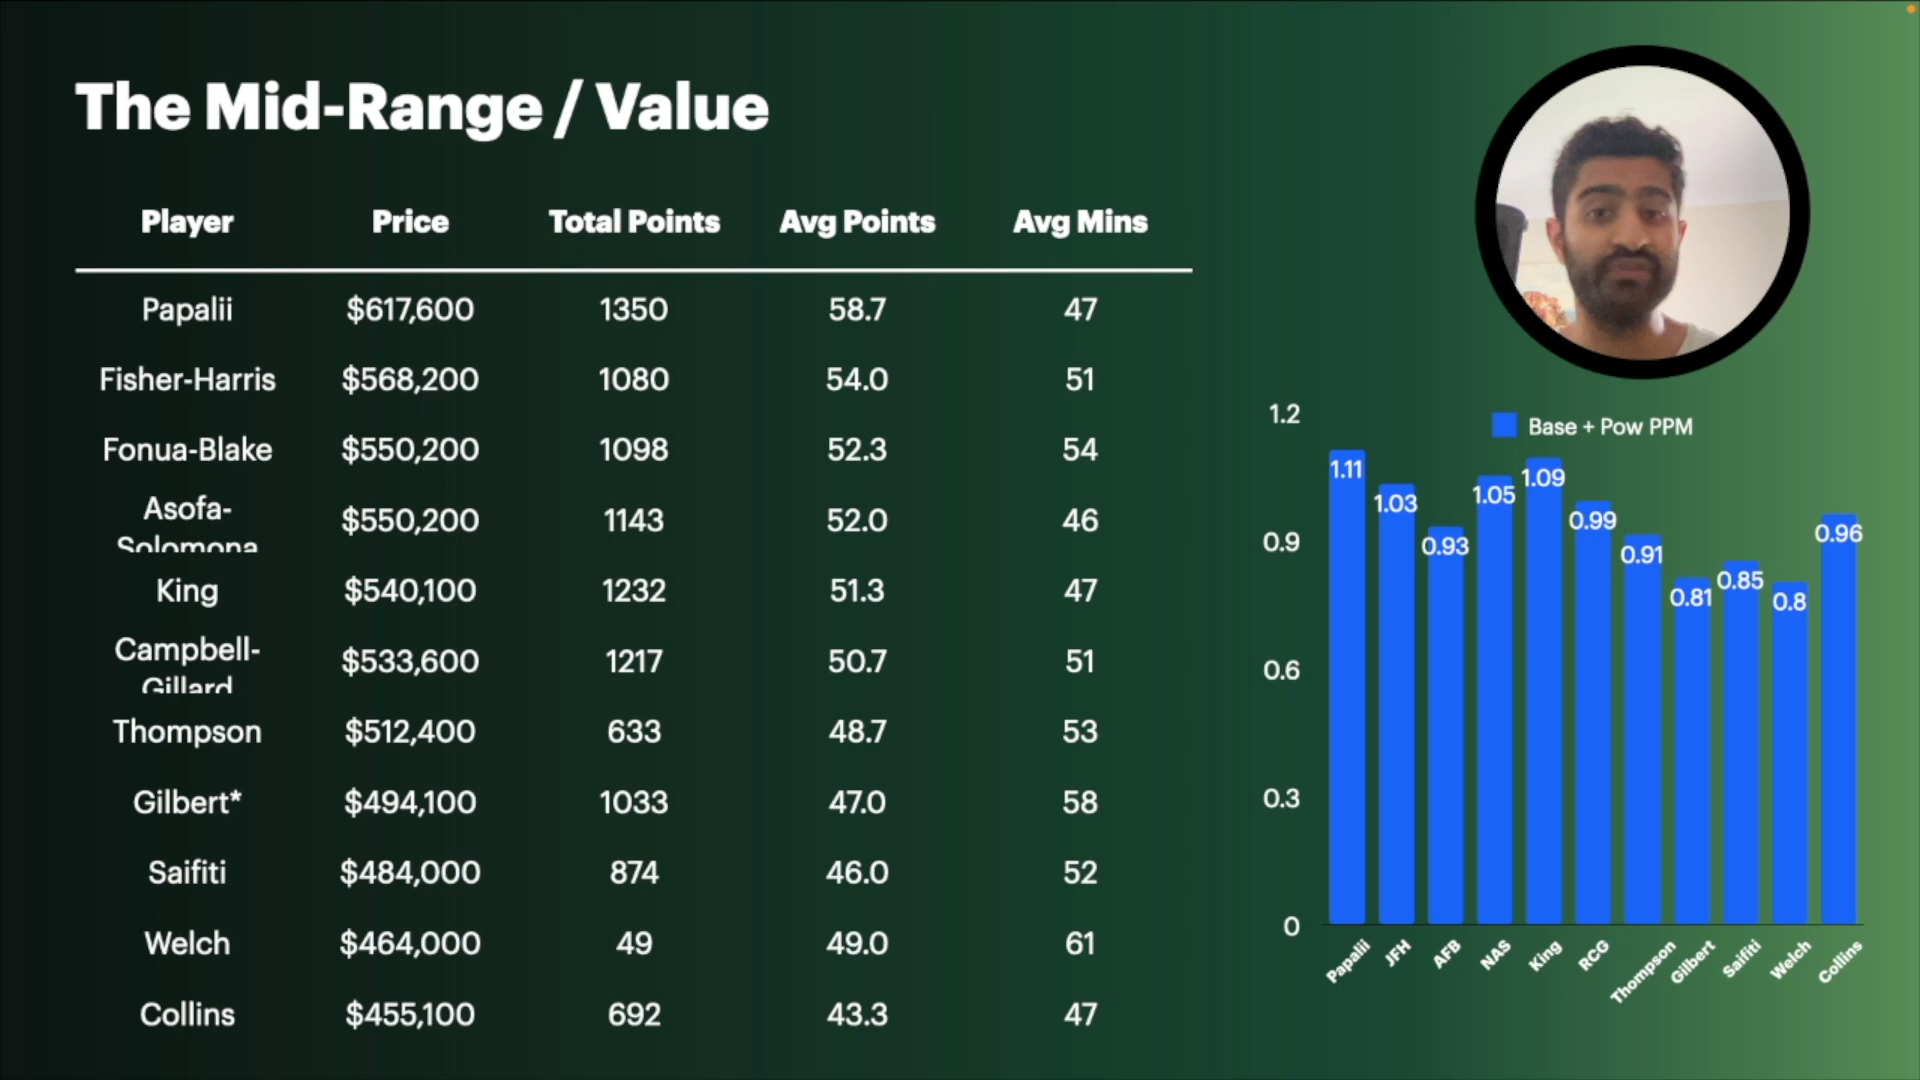 The Mid-Range / Value
Player Price Total Points Avg Points Avg Mins
Papalii $617,600 1350 58.7 47
Fisher-Harris $568,200 1080 54.0 51
Fonua-Blake $550,200 1098 52.3 54
Asofa-
Solomona $550,200 1143 52.0 46
King $540,100 1232 51.3 47
Campbell-
Gillard $533,600 1217 50.7 51
Thompson $512,400 633 48.7 53
Gilbert* $494,100 1033 47.0 58
Saifiti $484,000 874 46.0 52
Welch $464,000 49 49.0 61
Collins $455,100 692 43.3 47
Base + Pow PPM
1.2
0.9
0.6
0.3
0
1.11 1.03 0.93 1.05 1.09 0.99 0.91 0.81 0.85 0.8 0.96
Papalii JFH AFB NAS King RCG Thompson Gilbert Saifiti Welch Collins